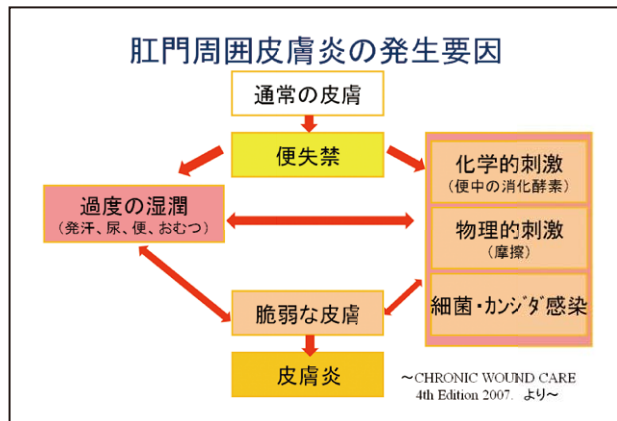 肛門周囲皮膚炎の発生要因
通常の皮膚
便失禁
過度の湿潤
(発汗、尿、便、おむつ)
化学的刺激
(便中の消化酵素)
物理的刺激
(摩擦)
細菌・カンジダ感染
脆弱な皮膚
皮膚炎
～CHRONIC WOUND CARE
4th Edition 2007. より～